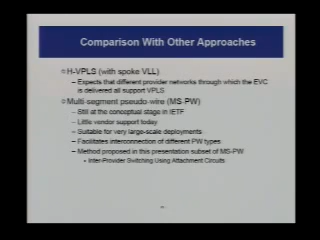 Comparison With Other Approaches
H-VPLS (with spoke VLL)
– Expects that different provider networks through which the EVC
is delivered all support VPLS
Multi-segment pseudo-wire (MS-PW)
– Still at the conceptual stage in IETF
– Little vendor support today
– Suitable for very large-scale deployments
– Facilitates interconnection of different PW types
– Method proposed in this presentation subset of MS-PW
• Inter-Provider Switching Using Attachment Circuits